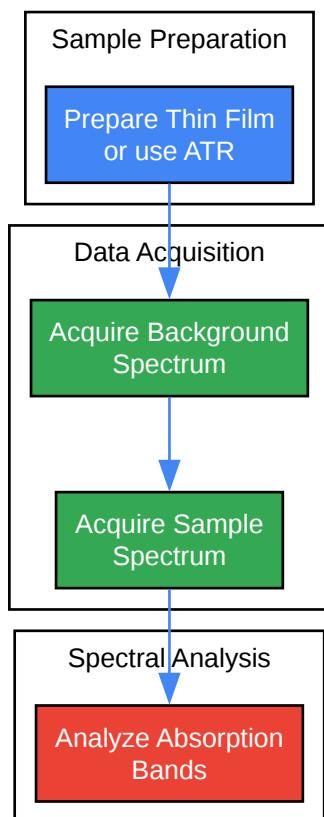 Sample Preparation
Prepare Thin Film
or use ATR
Data Acquisition
Acquire Background
Spectrum
Acquire Sample
Spectrum
Spectral Analysis
Analyze Absorption
Bands